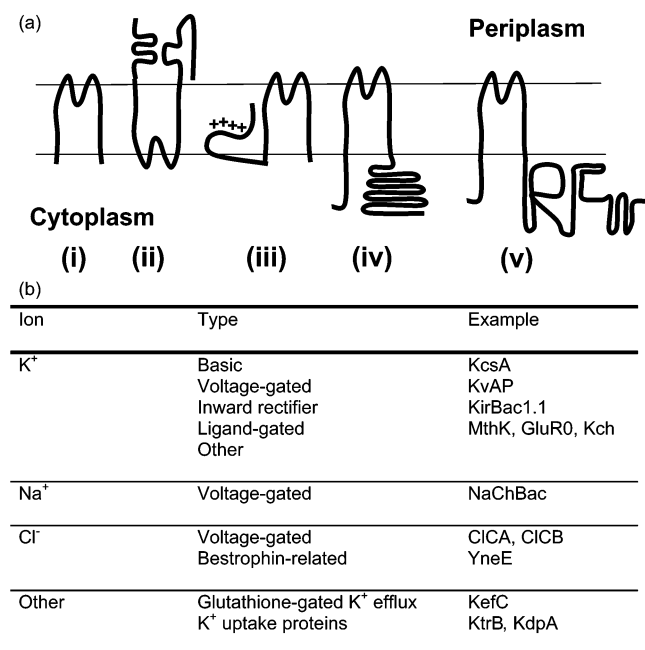 (a)
Periplasm
++++
Cytoplasm
(i) (ii) (iii) (iv) (v)
(b)
Ion Type Example
K+ Basic KcsA
Voltage-gated KvAP
Inward rectifier KirBac1.1
Ligand-gated MthK, GluR0, Kch
Other
Na+ Voltage-gated NaChBac
Cl- Voltage-gated ClCA, ClCB
Bestrophin-related YneE
Other Glutathione-gated K+ efflux KefC
K+ uptake proteins KtrB, KdpA